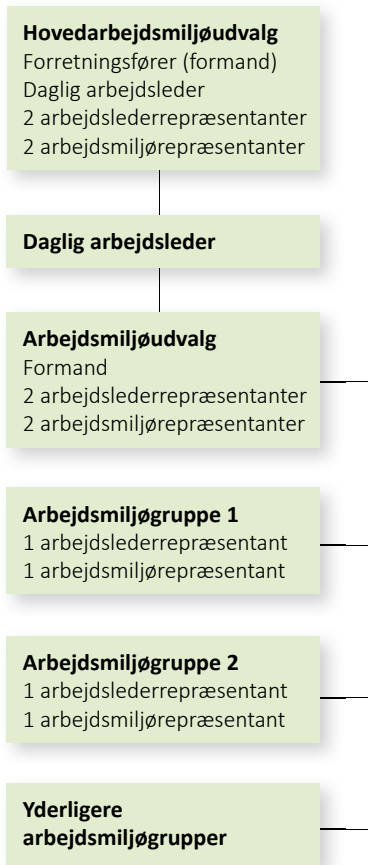 Hovedarbejdsmiljøudvalg
Forretningsfører (formand)
Daglig arbejdsleder
2 arbejdslederrepræsentanter
2 arbejdsmiljørepræsentanter
Daglig arbejdsleder
Arbejdsmiljøudvalg
Formand
2 arbejdslederrepræsentanter
2 arbejdsmiljørepræsentanter
Arbejdsmiljøgruppe 1
1 arbejdslederrepræsentant
1 arbejdsmiljørepræsentant
Arbejdsmiljøgruppe 2
1 arbejdslederrepræsentant
1 arbejdsmiljørepræsentant
Yderligere
arbejdsmiljøgrupper